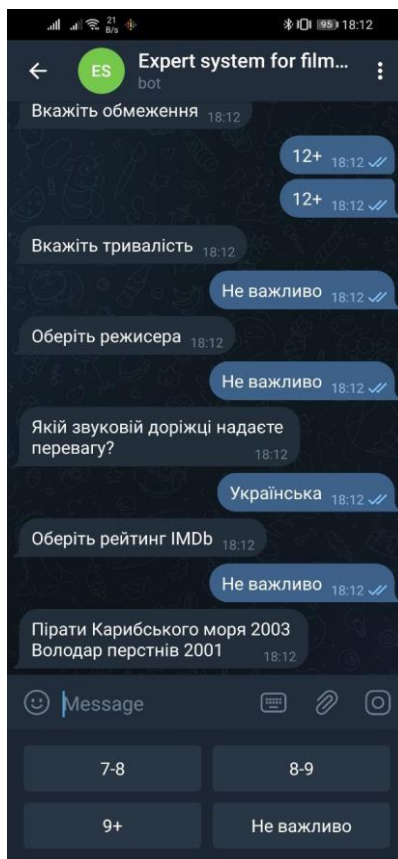 21
B/s
95
18:12
ES
Expert system for film...
bot
Вкажіть обмеження 18:12
12+ 18:12
12+ 18:12
Вкажіть тривалість 18:12
Не важливо 18:12
Оберіть режисера 18:12
Не важливо 18:12
Якій звуковій доріжці надаєте
перевагу? 18:12
Українська 18:12
Оберіть рейтинг IMDb 18:12
Не важливо 18:12
Пірати Карибського моря 2003
Володар перстнів 2001 18:12
Message
7-8
8-9
9+
Не важливо